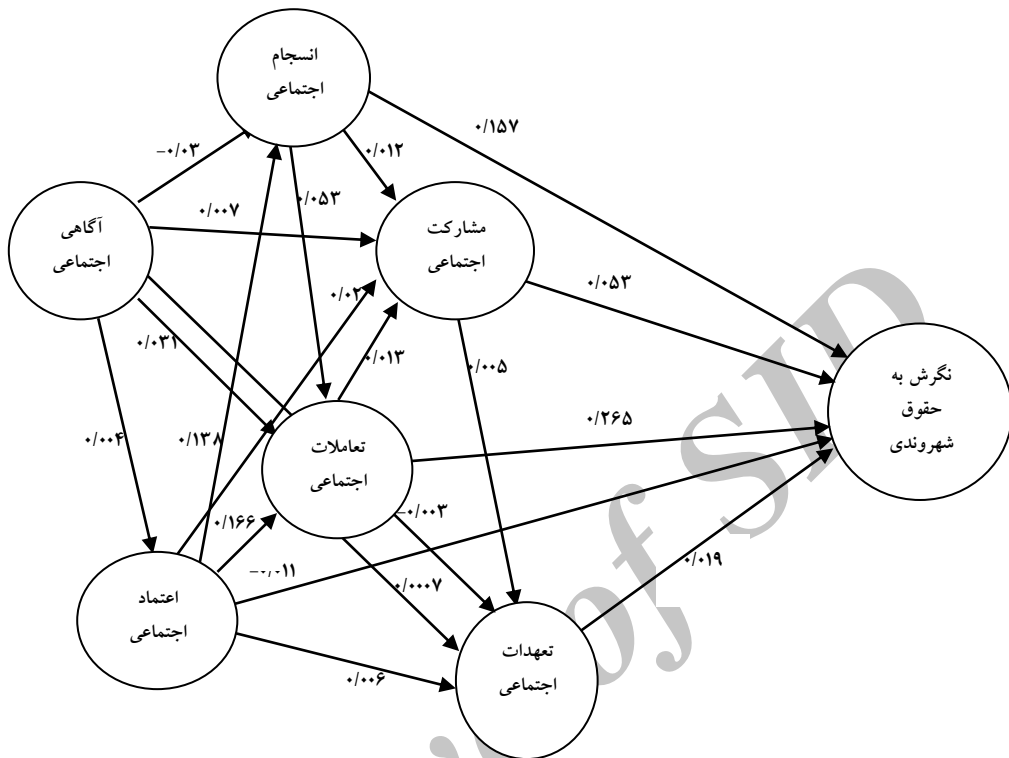 انسجام
اجتماعی
۰/۱۵۷
-۰/۰۳
۰/۰۱۲
۰/۰۵۳
۰/۰۰۷
آگاهی
اجتماعی
مشارکت
اجتماعی
۰/۰۲
۰/۰۵۳
۰/۰۳۱
۰/۰۱۳
۰/۰۰۵
نگرش به
حقوق
شهروندی
۰/۲۶۵
۰/۰۰۴
۰/۱۳۸
تعاملات
اجتماعی
۰/۱۶۶
-۰/۰۰۳
۰/۰۱۹
۰/۰۰۰۷
اعتماد
اجتماعی
تعهدات
اجتماعی
۰/۰۰۶
of SID